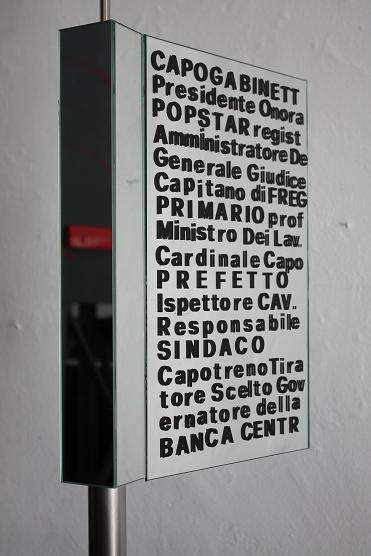 CAPOGABINETT
Presidente Onora
POPSTAR regist
Amministratore De
Generale Giudice
Capitano di FREG
PRIMARIO prof
Ministro Dei Lav..
Cardinale Capo
PREFETTO
Ispettore CAV..
Responsabile
SINDACO
Capotreno Tira
tore Scelto Gov
ernatore della
BANCA CENTR